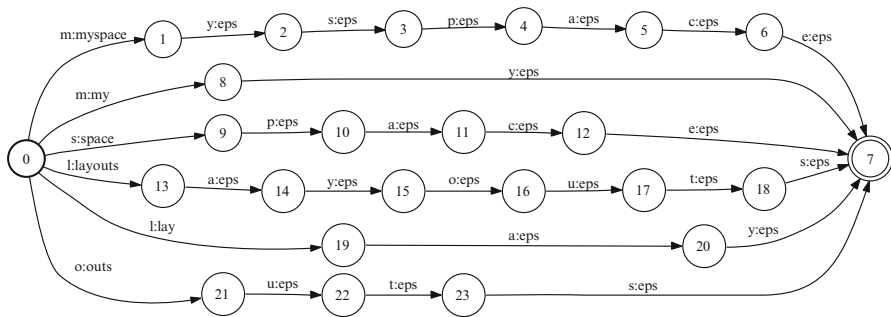 m:myspace 1 y:eps 2 s:eps 3 p:eps 4 a:eps 5 c:eps 6 e:eps
m:my 8 y:eps
s:space 9 p:eps 10 a:eps 11 c:eps 12 e:eps
0 7
l:layouts 13 a:eps 14 y:eps 15 o:eps 16 u:eps 17 t:eps 18 s:eps
l:lay 19 a:eps 20 y:eps
o:outs 21 u:eps 22 t:eps 23 s:eps